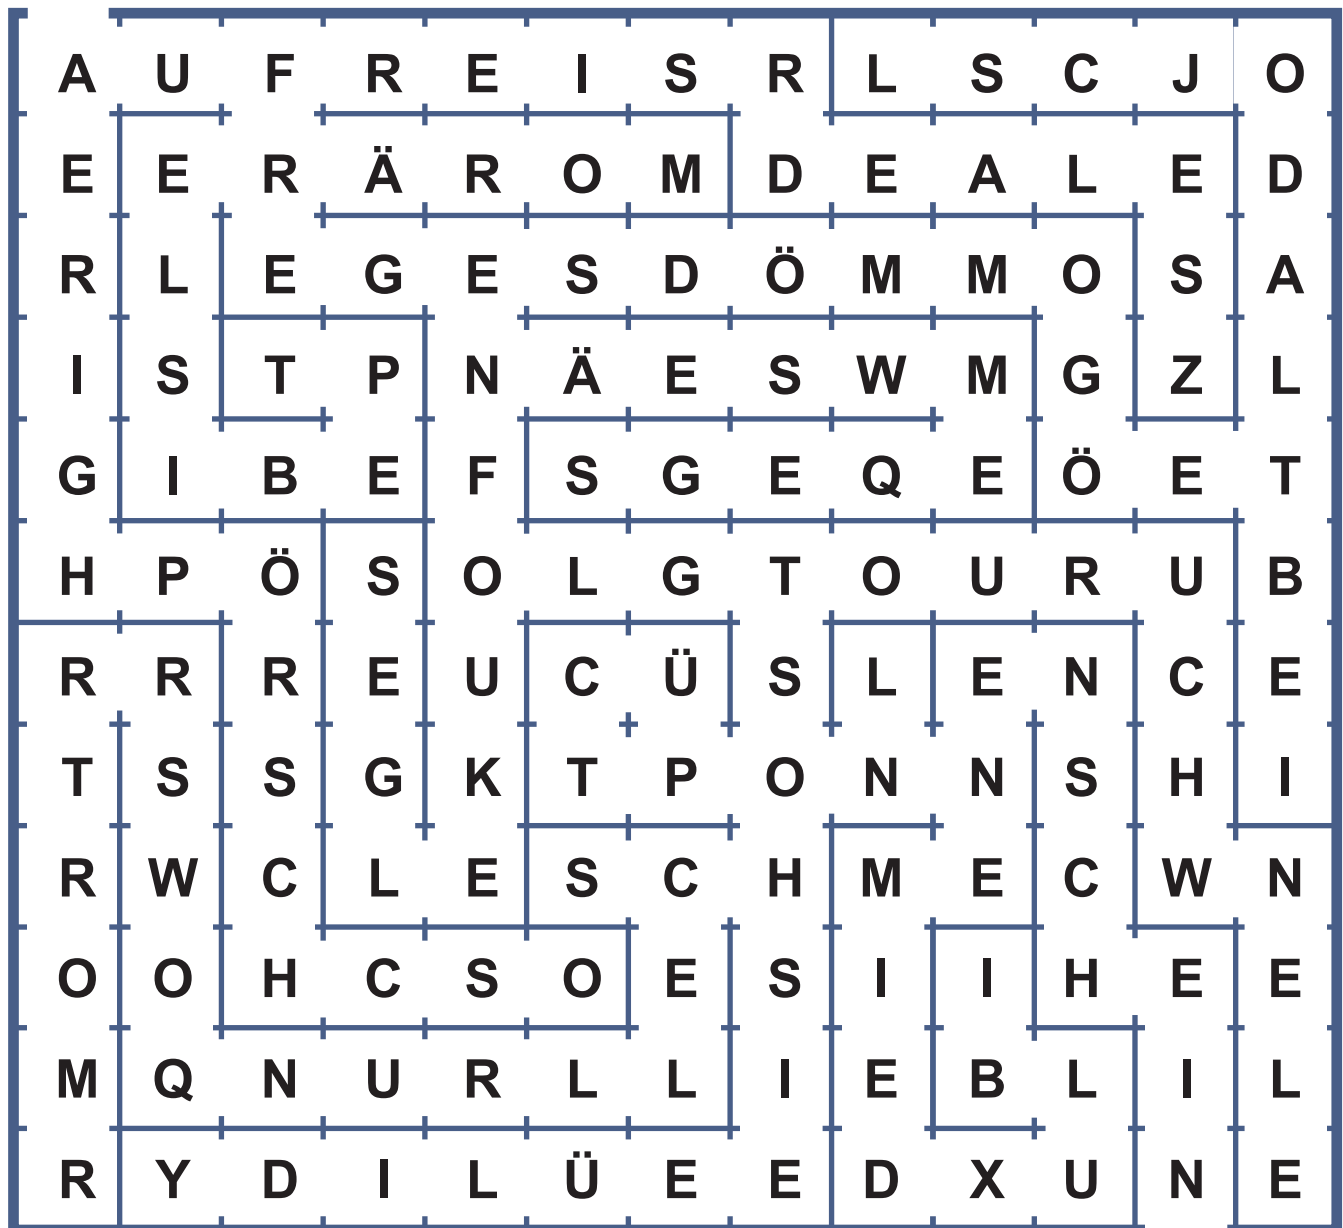 A U F R E I S R L S C J O
E E R Ä R O M D E A L E D
R L E G E S D Ö M M O S A
I S T P N Ä E S W M G Z L
G I B E F S G E Q E Ö E T
H P Ö S O L G T O U R U B
R R R E U C Ü S L E N C E
T S S G K T P O N N S H I
R W C L E S C H M E C W N
O O H C S O E S I I H E E
M Q N U R L L I E B L I L
R Y D I L Ü E E D X U N E